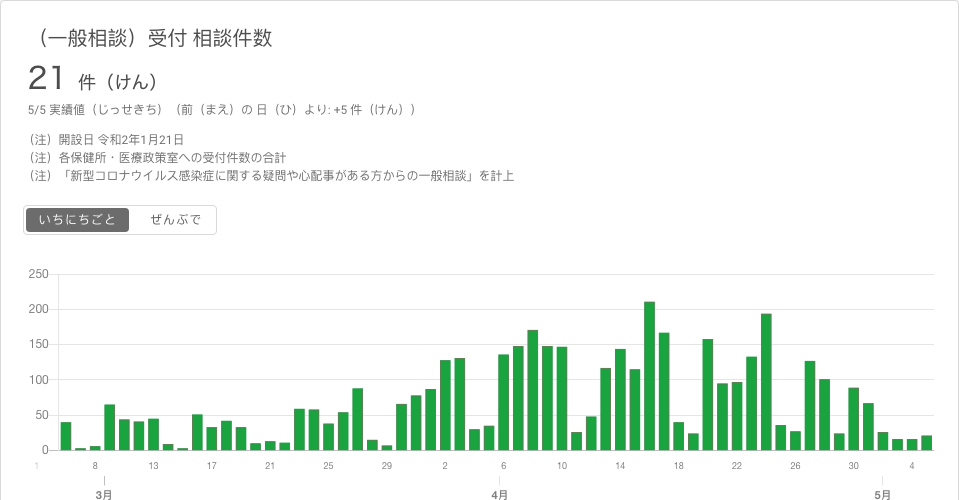 （一般相談）受付 相談件数
21 件（けん）
5/5 実績値（じっせきち）（前（まえ）の 日（ひ）より: +5 件（けん））
（注）開設日 令和2年1月21日
（注）各保健所・医療政策室への受付件数の合計
（注）「新型コロナウイルス感染症に関する疑問や心配事がある方からの一般相談」を計上
いちにちごと ぜんぶで
250
200
150
100
50
0
1 8 13 17 21 25 29 2 6 10 14 18 22 26 30 4
3月 4月 5月